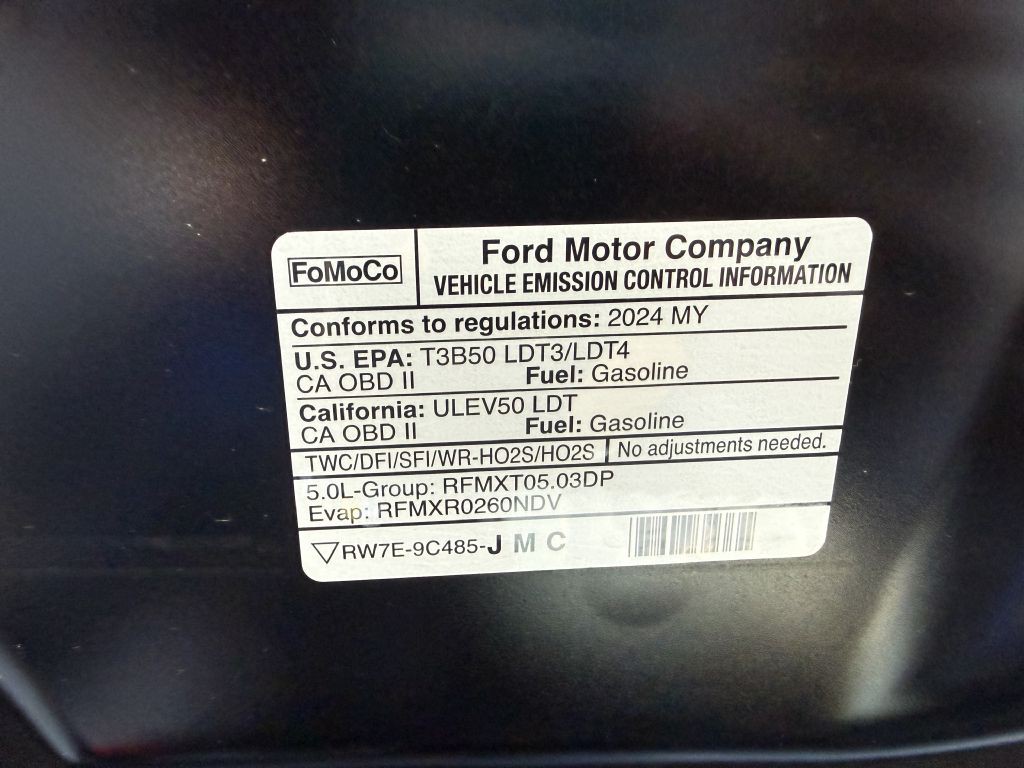 FoMoCo
Ford Motor Company
VEHICLE EMISSION CONTROL INFORMATION
Conforms to regulations: 2024 MY
U.S. EPA: T3B50 LDT3/LDT4
CA OBD II Fuel: Gasoline
California: ULEV50 LDT
CA OBD II Fuel: Gasoline
TWC/DFI/SFI/WR-HO2S/HO2S No adjustments needed.
5.0L-Group: RFMXT05.03DP
Evap: RFMXR0260NDV
RW7E-9C485-J M C